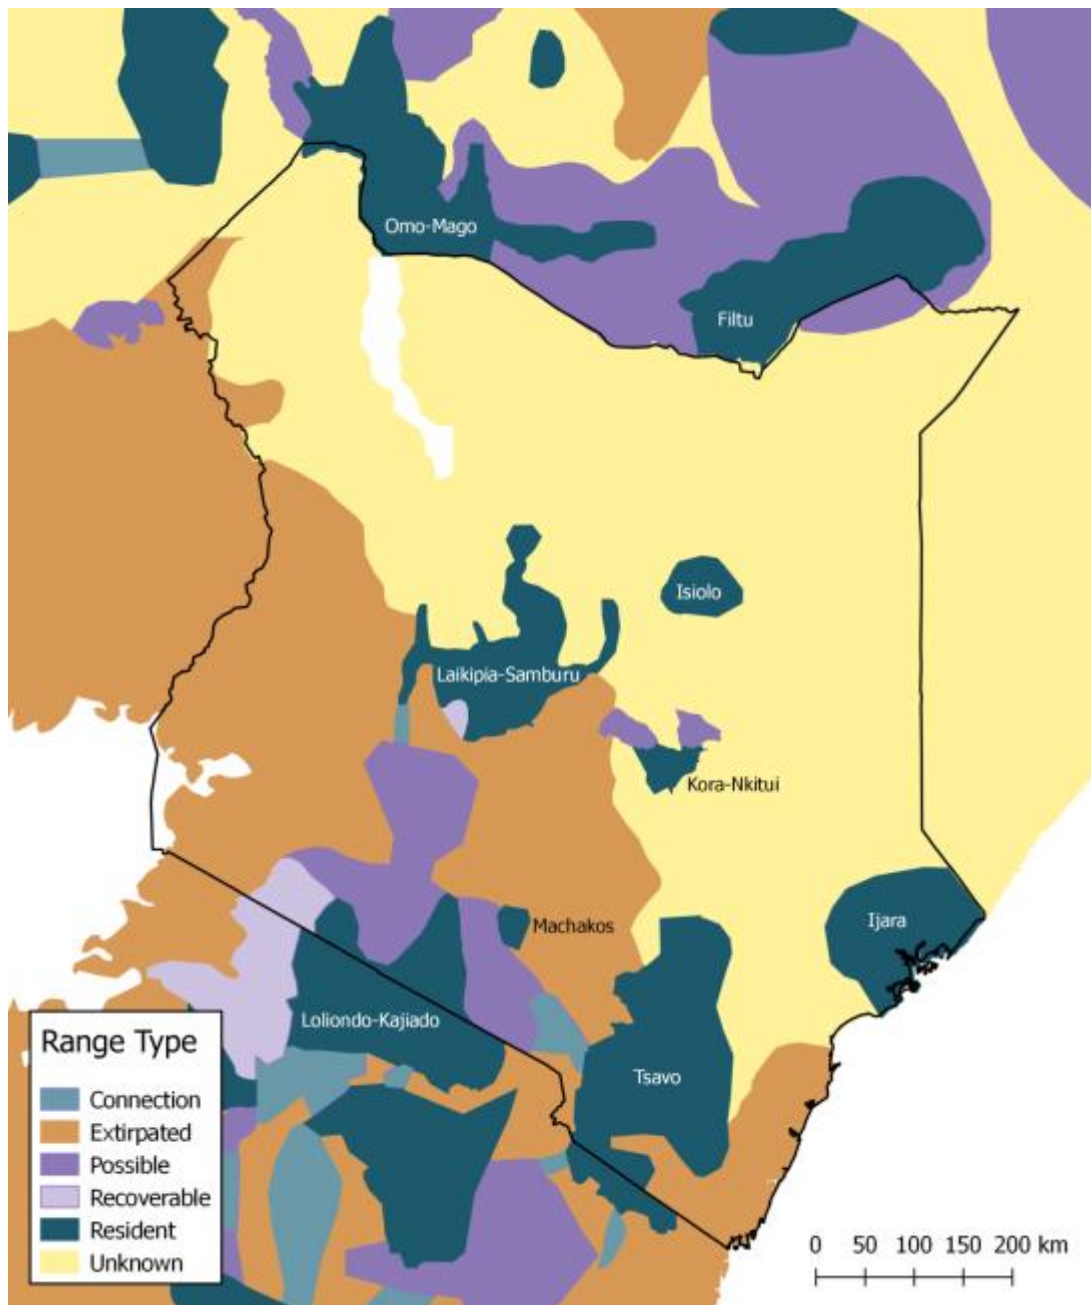 Omo-Mago
Filtu
Isiolo
Laikipia-Samburu
Kora-Nkitui
Ijara
Machakos
Loliondo-Kajiado
Tsavo
Range Type
Connection
Extirpated
Possible
Recoverable
Resident
Unknown
0 50 100 150 200 km